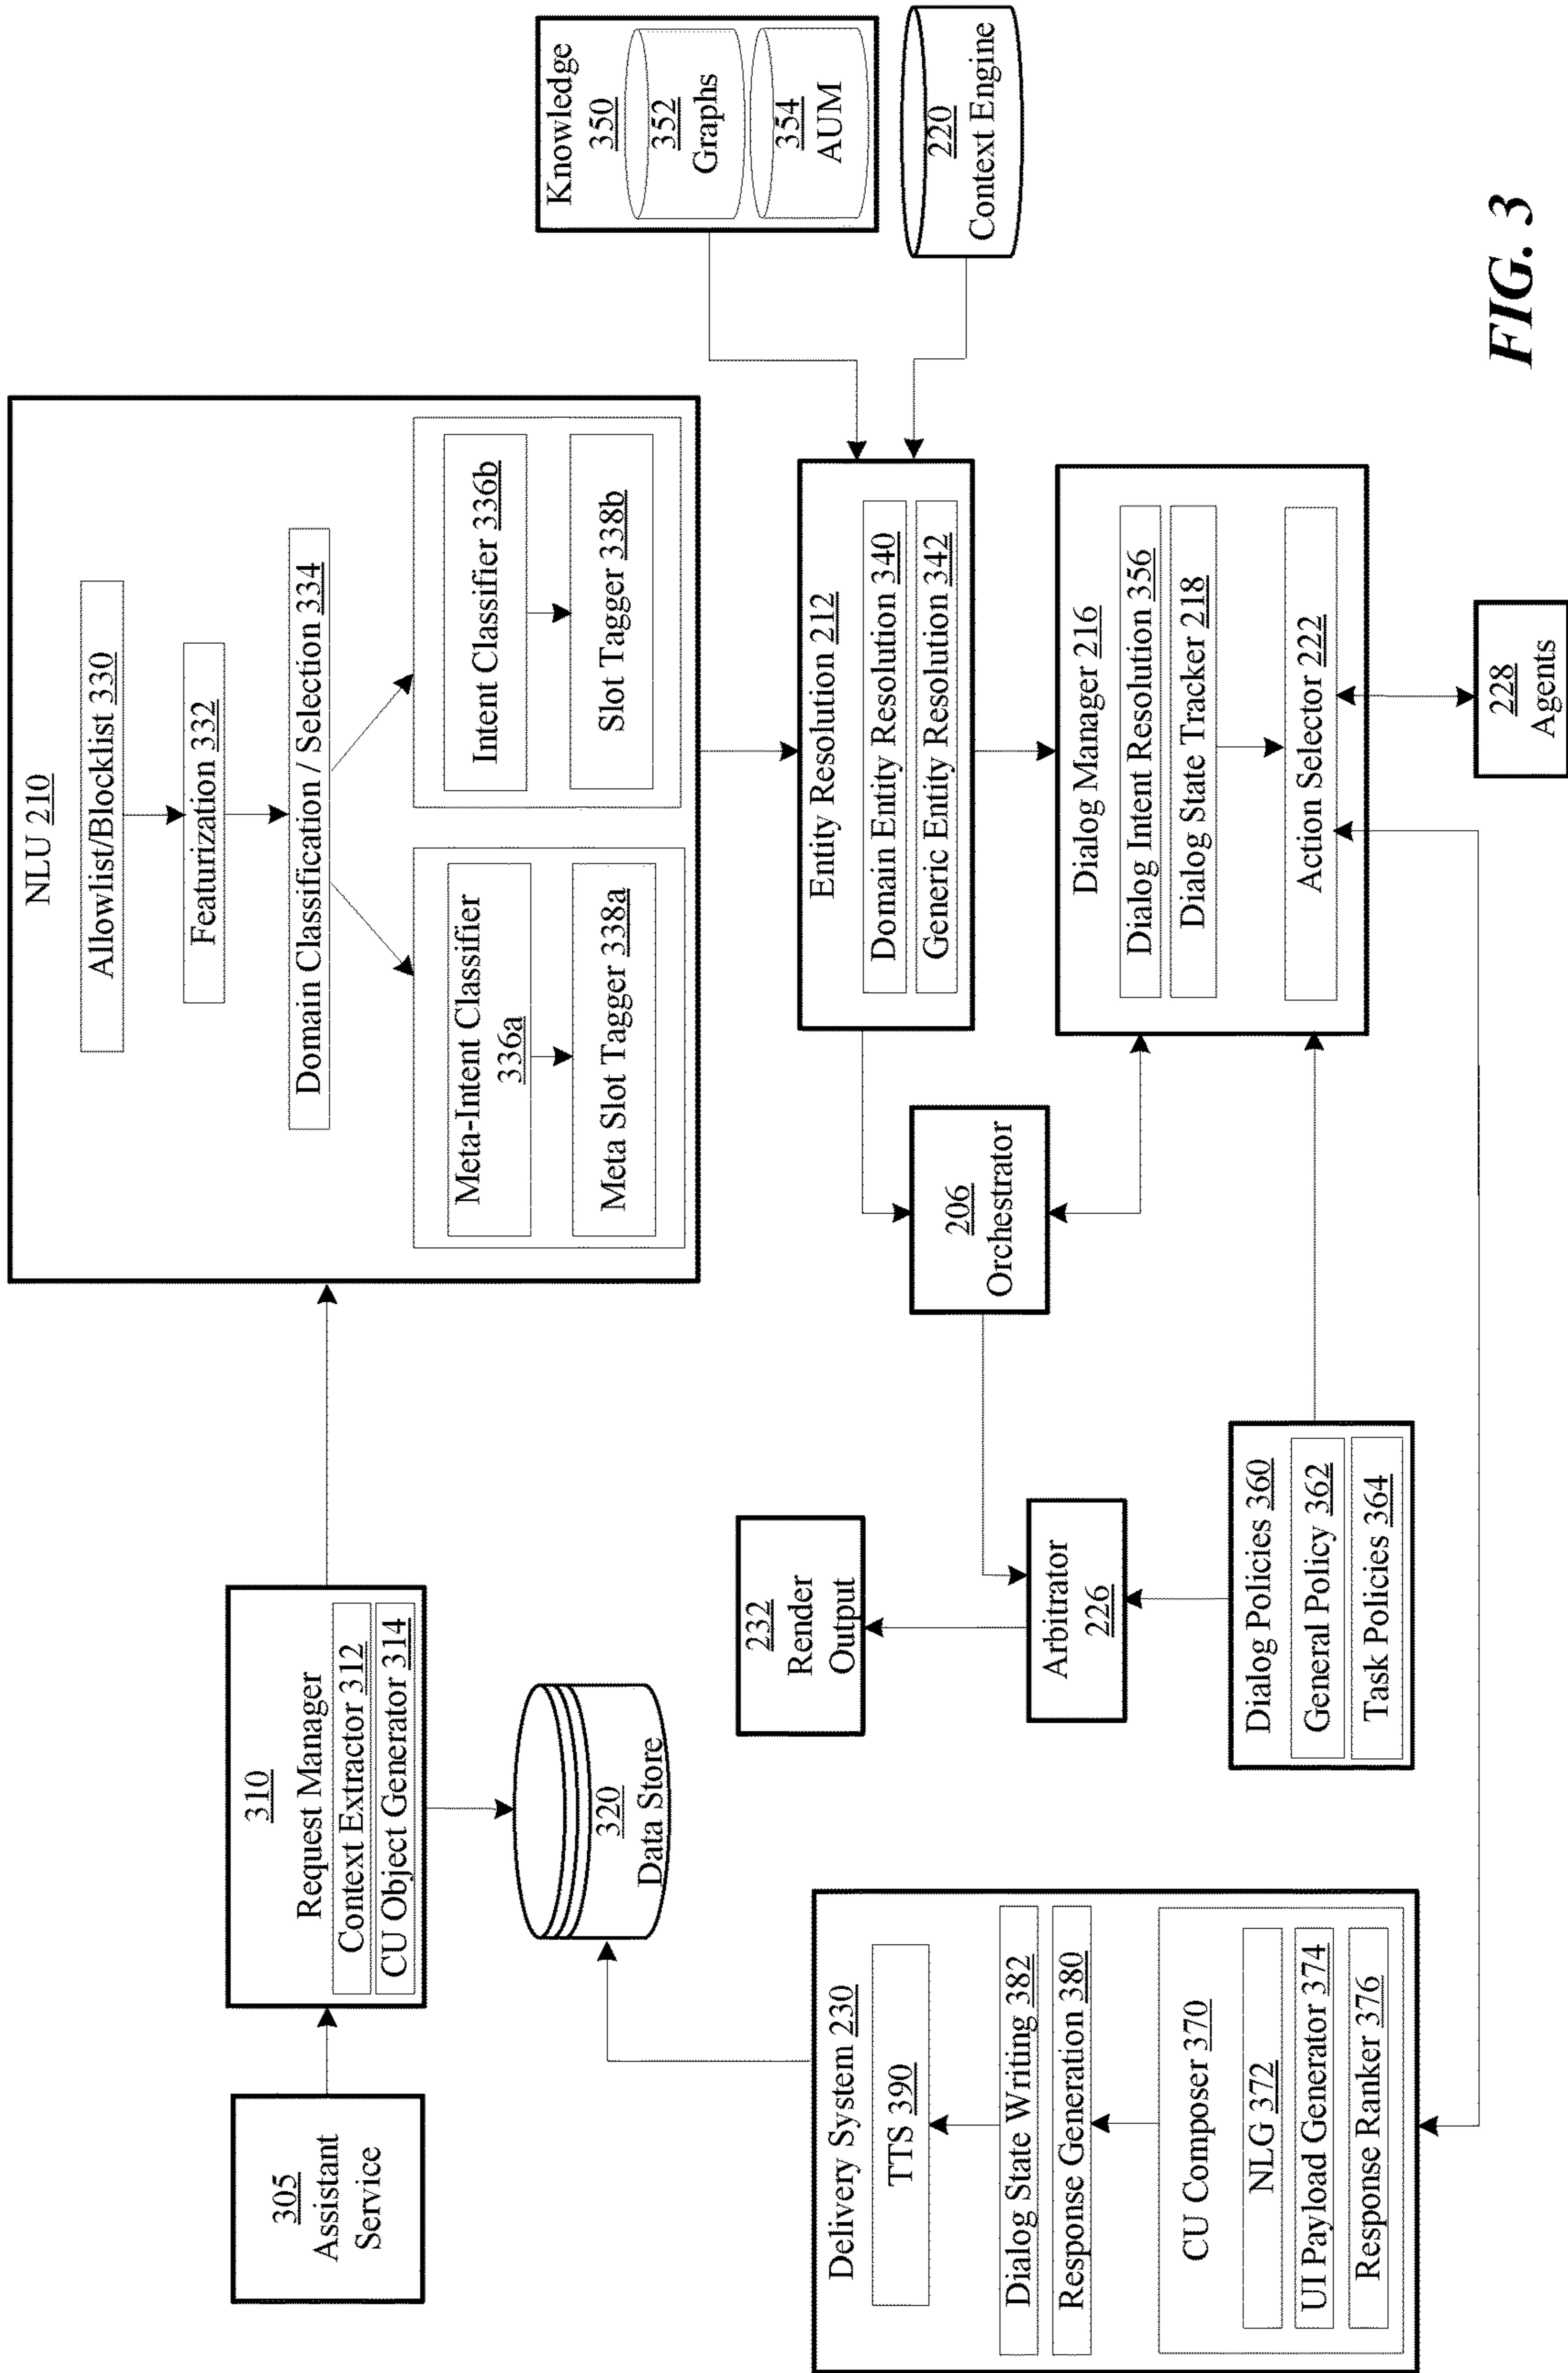 305
Assistant
Service
310
Request Manager
Context Extractor 312
CU Object Generator 314
320
Data Store
NLU 210
Allowlist/Blocklist 330
Featurization 332
Domain Classification / Selection 334
Meta-Intent Classifier
336a
Meta Slot Tagger 338a
Intent Classifier 336b
Slot Tagger 338b
Knowledge
350
352
Graphs
354
AUM
220
Context Engine
Entity Resolution 212
Domain Entity Resolution 340
Generic Entity Resolution 342
206
Orchestrator
232
Render
Output
Arbitrator
226
Dialog Manager 216
Dialog Intent Resolution 356
Dialog State Tracker 218
Action Selector 222
228
Agents
Dialog Policies 360
General Policy 362
Task Policies 364
Delivery System 230
TTS 390
Dialog State Writing 382
Response Generation 380
CU Composer 370
NLG 372
UI Payload Generator 374
Response Ranker 376
FIG. 3